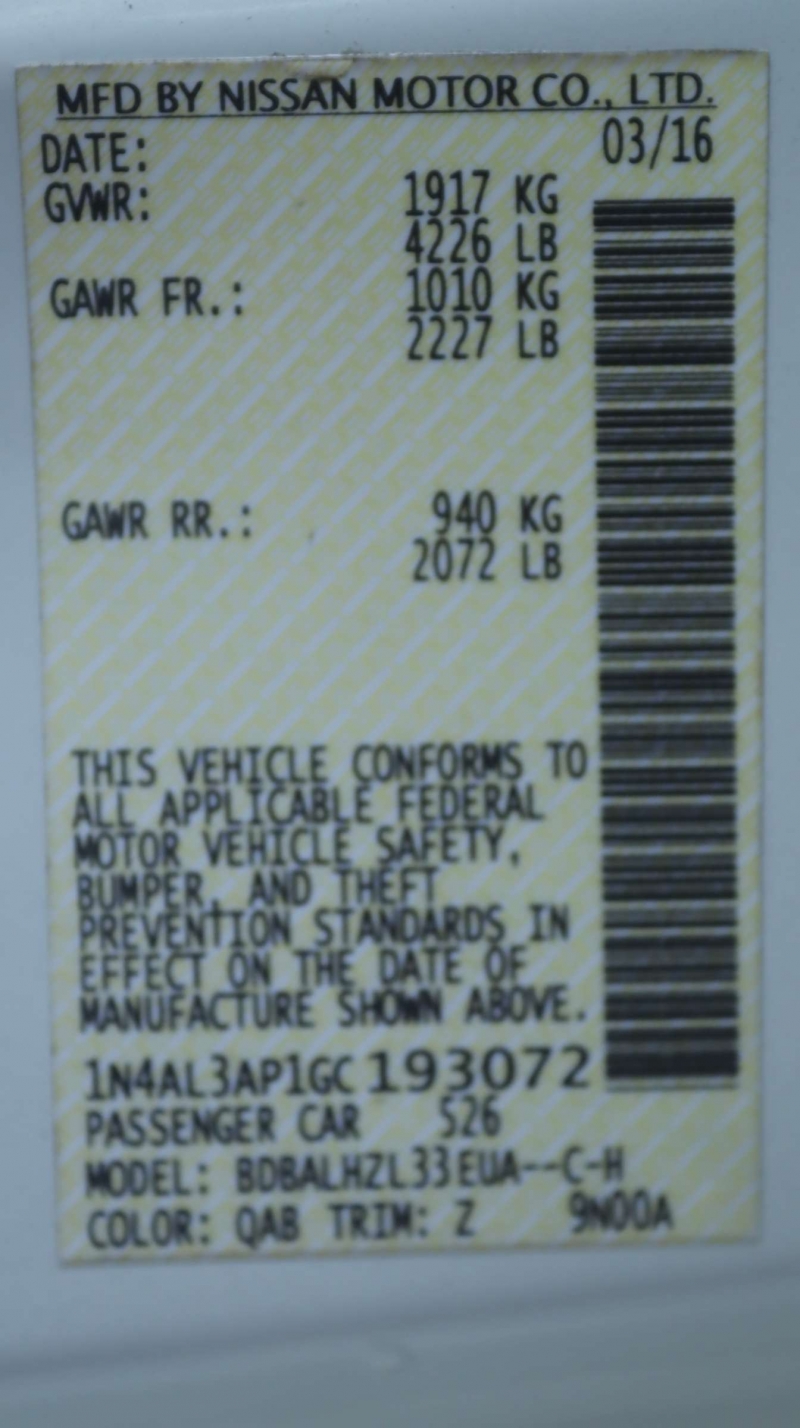 MFD BY NISSAN MOTOR CO., LTD.
DATE: 03/16
GVWR: 1917 KG
4226 LB
GAWR FR.: 1010 KG
2227 LB
GAWR RR.: 940 KG
2072 LB
THIS VEHICLE CONFORMS TO
ALL APPLICABLE FEDERAL
MOTOR VEHICLE SAFETY,
BUMPER, AND THEFT
PREVENTION STANDARDS IN
EFFECT ON THE DATE OF
MANUFACTURE SHOWN ABOVE.
1N4AL3AP1GC193072
PASSENGER CAR S26
MODEL: BDBALHZL33EUA--C-H
COLOR: QAB TRIM: Z 9N00A